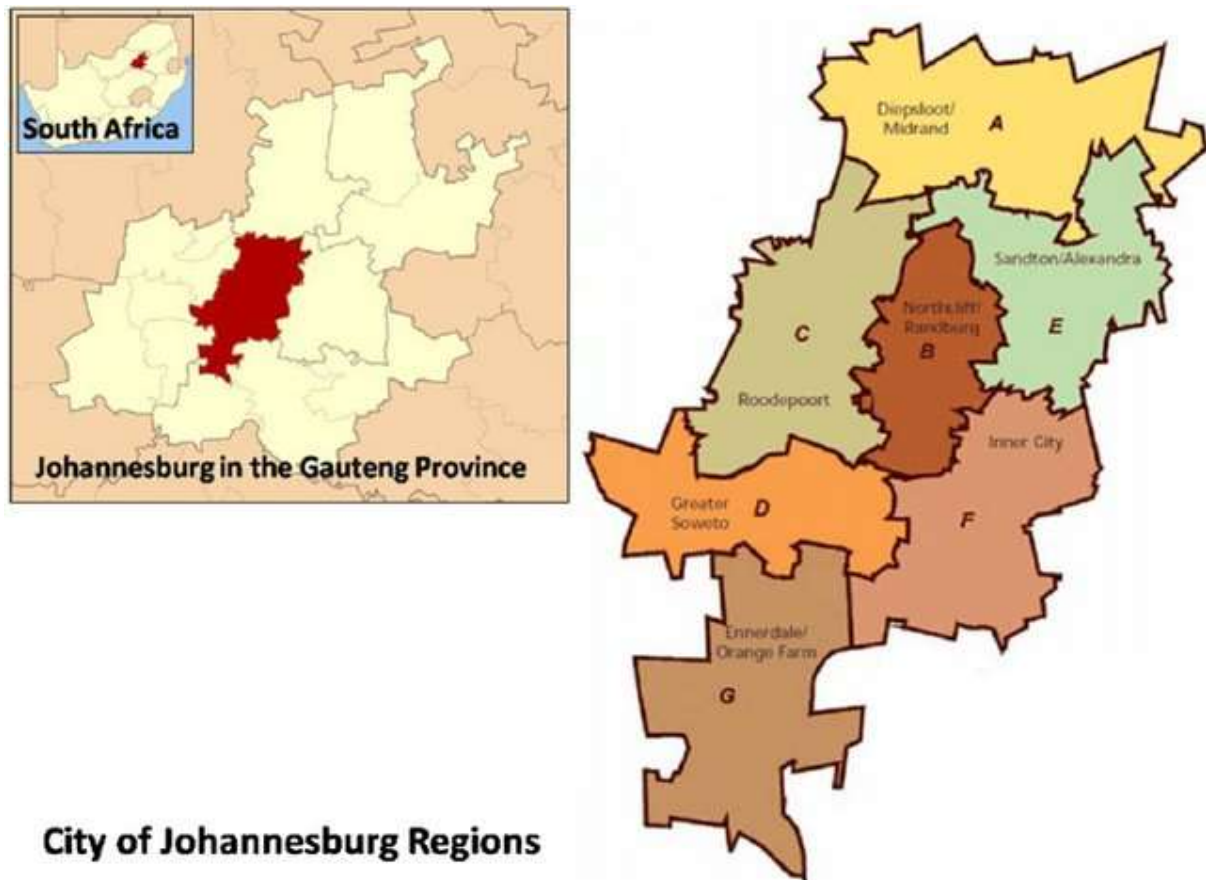 South Africa
Johannesburg in the Gauteng Province
Diepsloot/
Midrand
A
Sandton/Alexandra
E
Northcliff/
Randburg
B
C
Roodepoort
Inner City
F
Greater
Soweto
D
Ennerdale/
Orange Farm
G
City of Johannesburg Regions